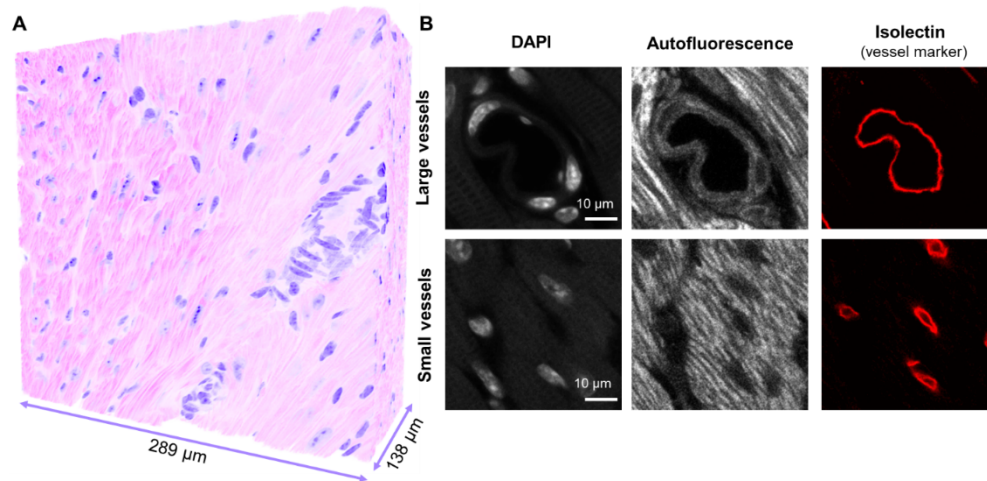 A
B
DAPI
Autofluorescence
Isolectin
(vessel marker)
Large vessels
10 µm
Small vessels
10 µm
289 µm
138 µm